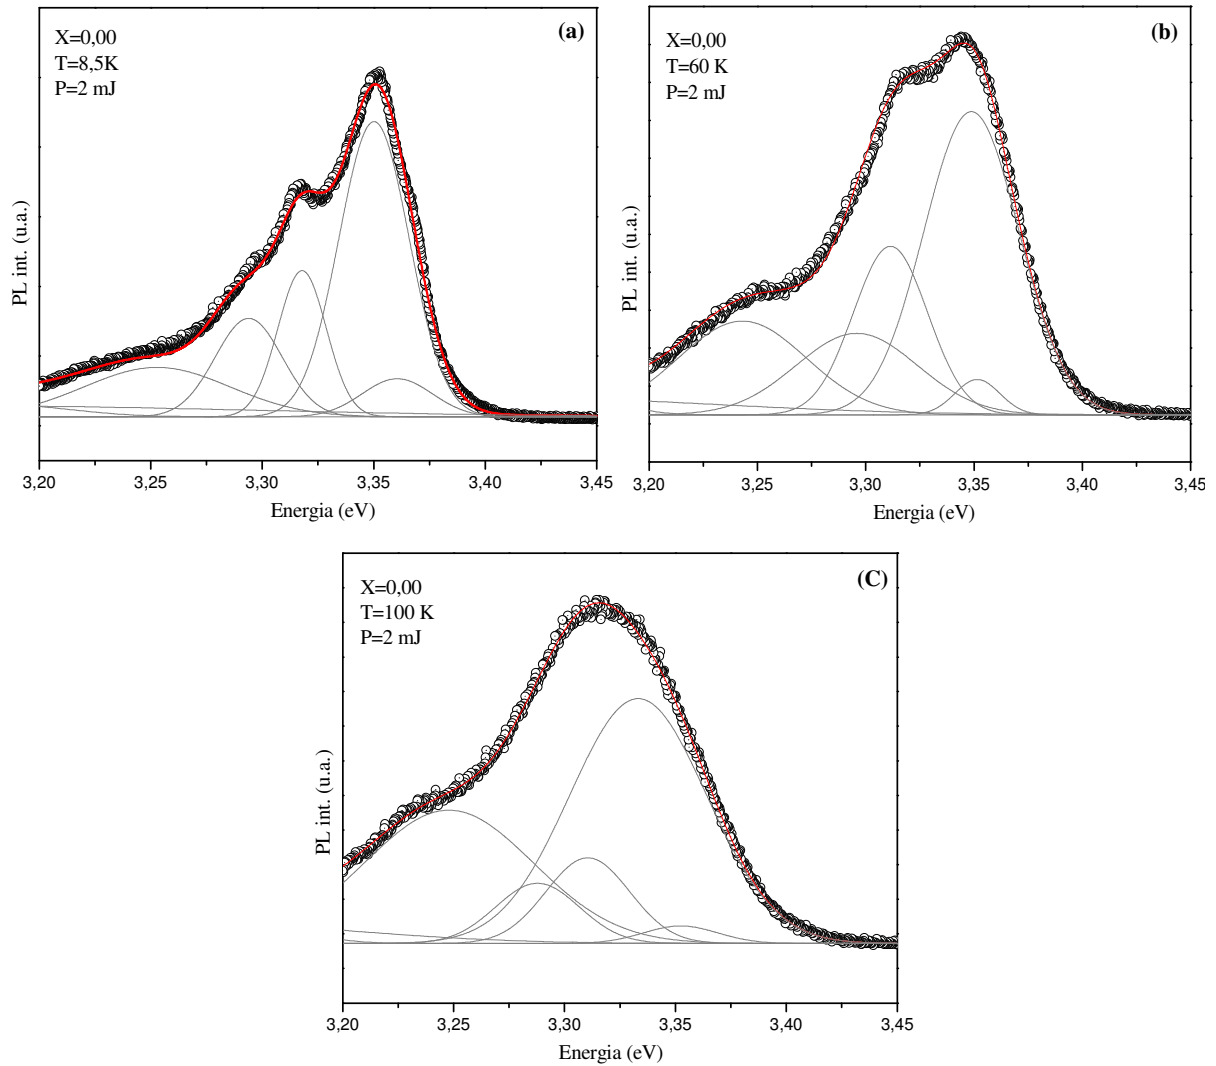 (a)
X=0,00
T=8,5K
P=2 mJ
PL int. (u.a.)
3,20 3,25 3,30 3,35 3,40 3,45
Energia (eV)
(b)
X=0,00
T=60 K
P=2 mJ
PL int. (u.a.)
3,20 3,25 3,30 3,35 3,40 3,45
Energia (eV)
(C)
X=0,00
T=100 K
P=2 mJ
PL int. (u.a.)
3,20 3,25 3,30 3,35 3,40 3,45
Energia (eV)